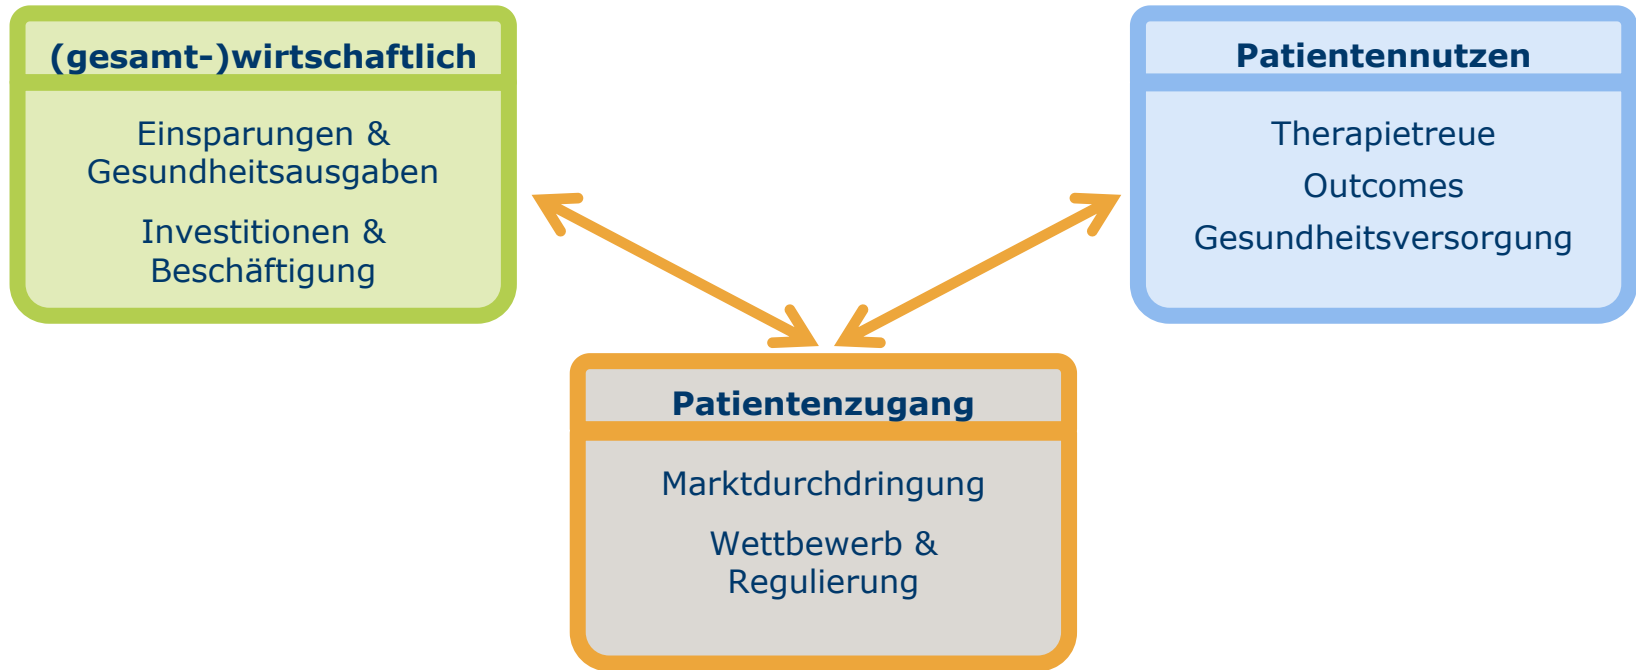 (gesamt-)wirtschaftlich
Einsparungen &
Gesundheitsausgaben
Investitionen &
Beschäftigung
Patientennutzen
Therapietreue
Outcomes
Gesundheitsversorgung
Patientenzugang
Marktdurchdringung
Wettbewerb &
Regulierung